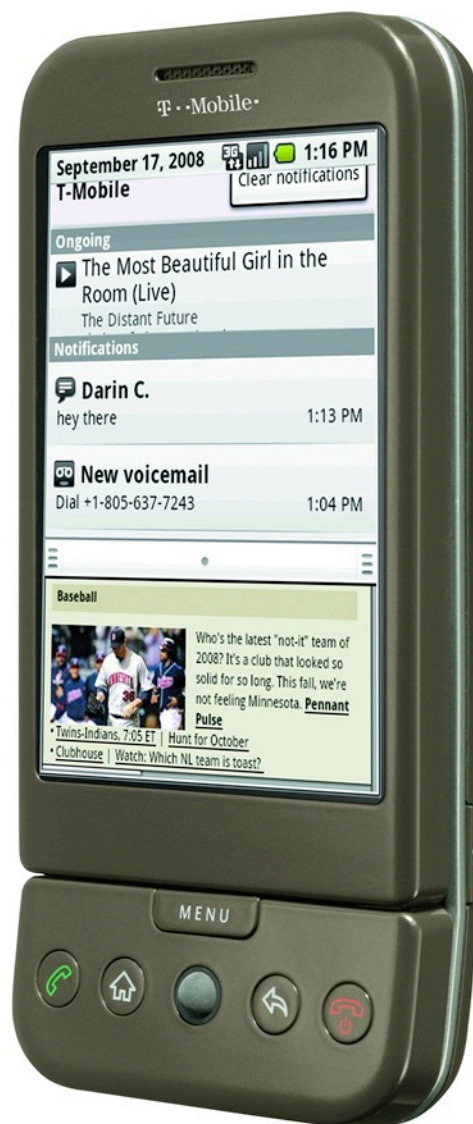 T··Mobile·
September 17, 2008 3G 1:16 PM
T-Mobile Clear notifications
Ongoing
The Most Beautiful Girl in the
Room (Live)
The Distant Future
Notifications
Darin C.
hey there 1:13 PM
New voicemail
Dial +1-805-637-7243 1:04 PM
Baseball
Who's the latest "not-it" team of
2008? It's a club that looked so
solid for so long. This fall, we're
not feeling Minnesota. Pennant
Pulse
MINNESOTA
38
• Twins-Indians, 7:05 ET | Hunt for October
• Clubhouse | Watch: Which NL team is toast?
MENU